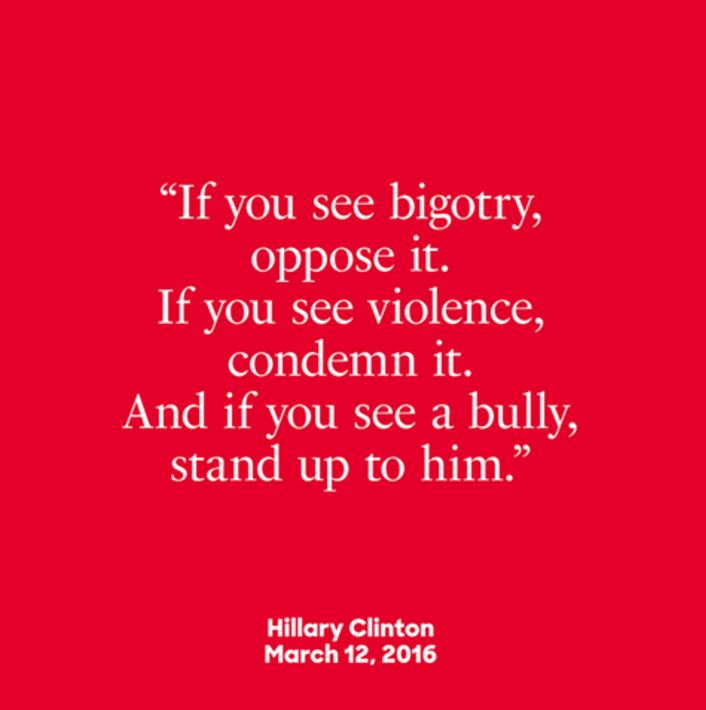 “If you see bigotry,
oppose it.
If you see violence,
condemn it.
And if you see a bully,
stand up to him.”
Hillary Clinton
March 12, 2016